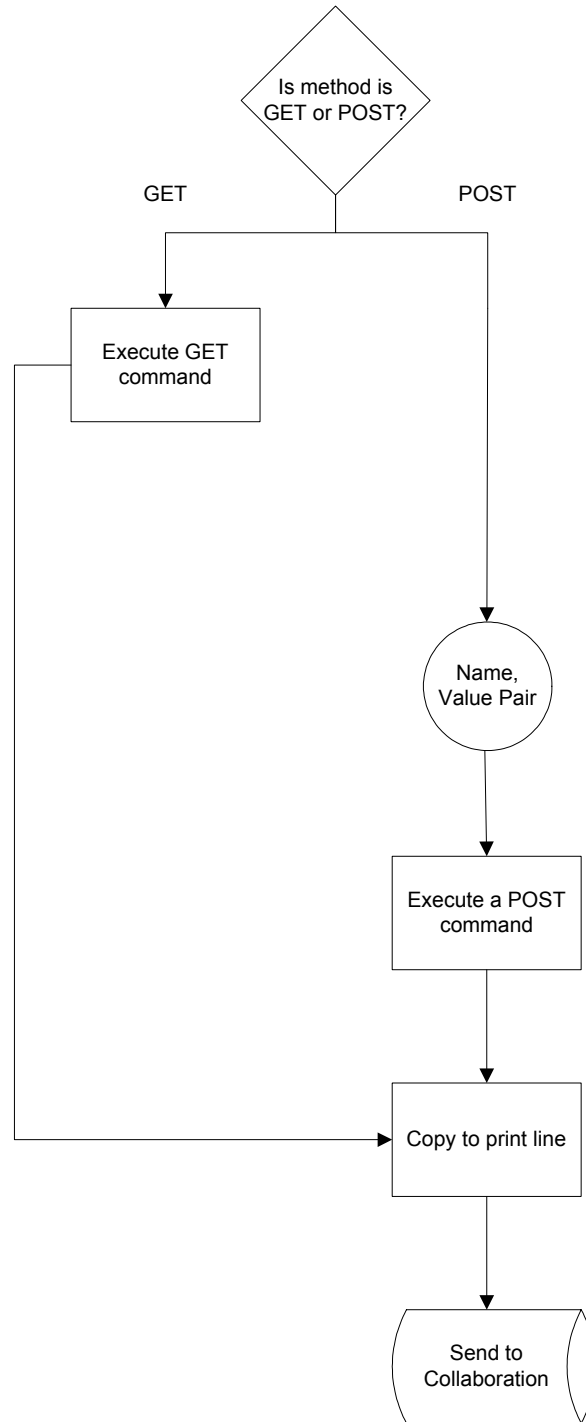 Is method is
GET or POST?
GET
POST
Execute GET
command
Name,
Value Pair
Execute a POST
command
Copy to print line
Send to
Collaboration